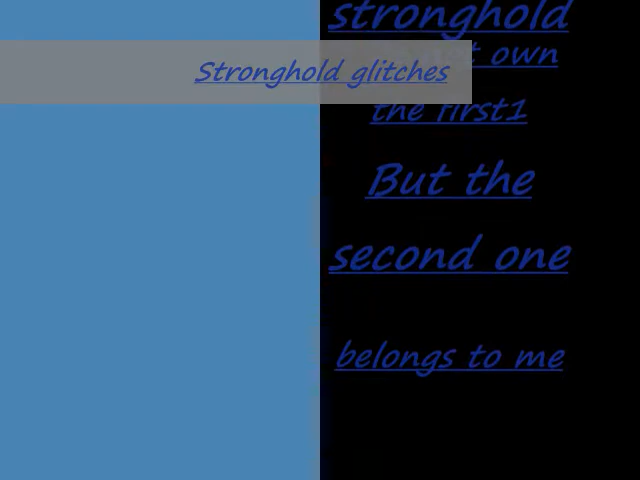 stronghold
own
Stronghold glitches
the first1
But the
second one
belongs to me